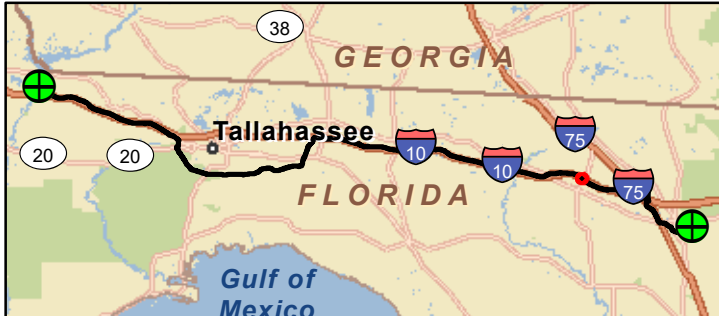 38
GEORGIA
Tallahassee
75
10
20
20
10
FLORIDA
75
Gulf of
Mexico